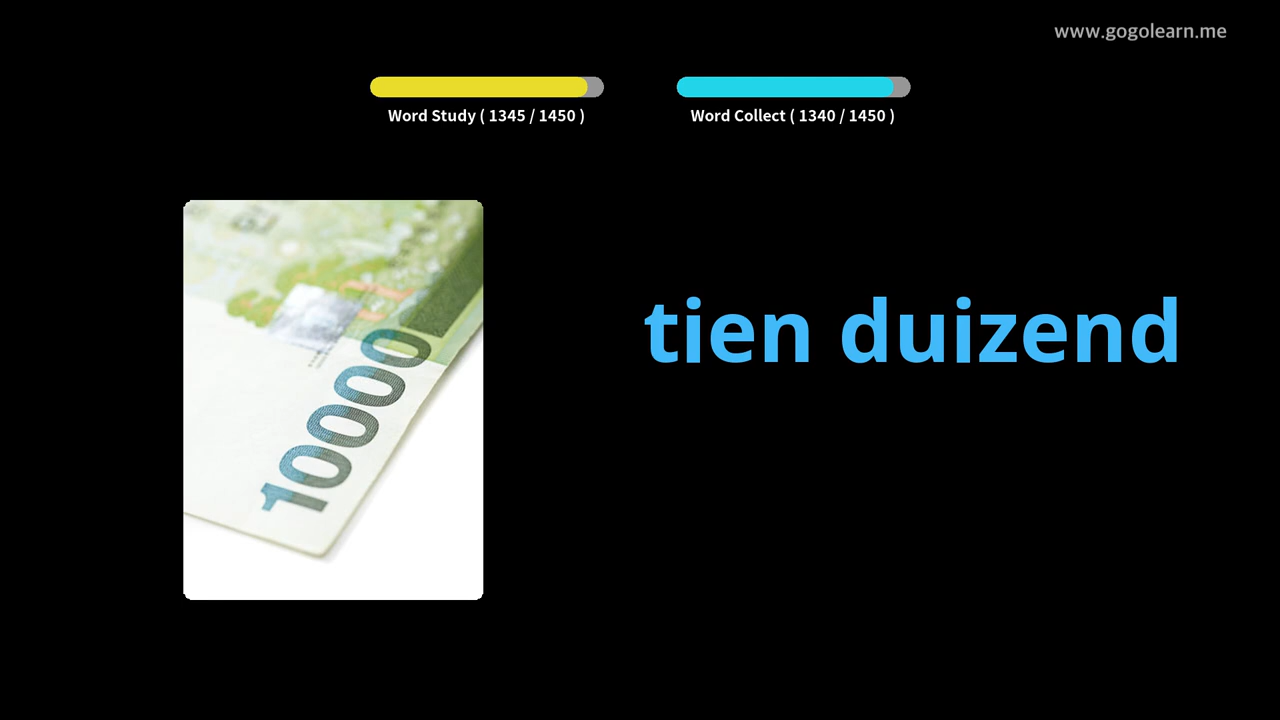 www.gogolearn.me
Word Study ( 1345 / 1450 )
Word Collect ( 1340 / 1450 )
10000
tien duizend